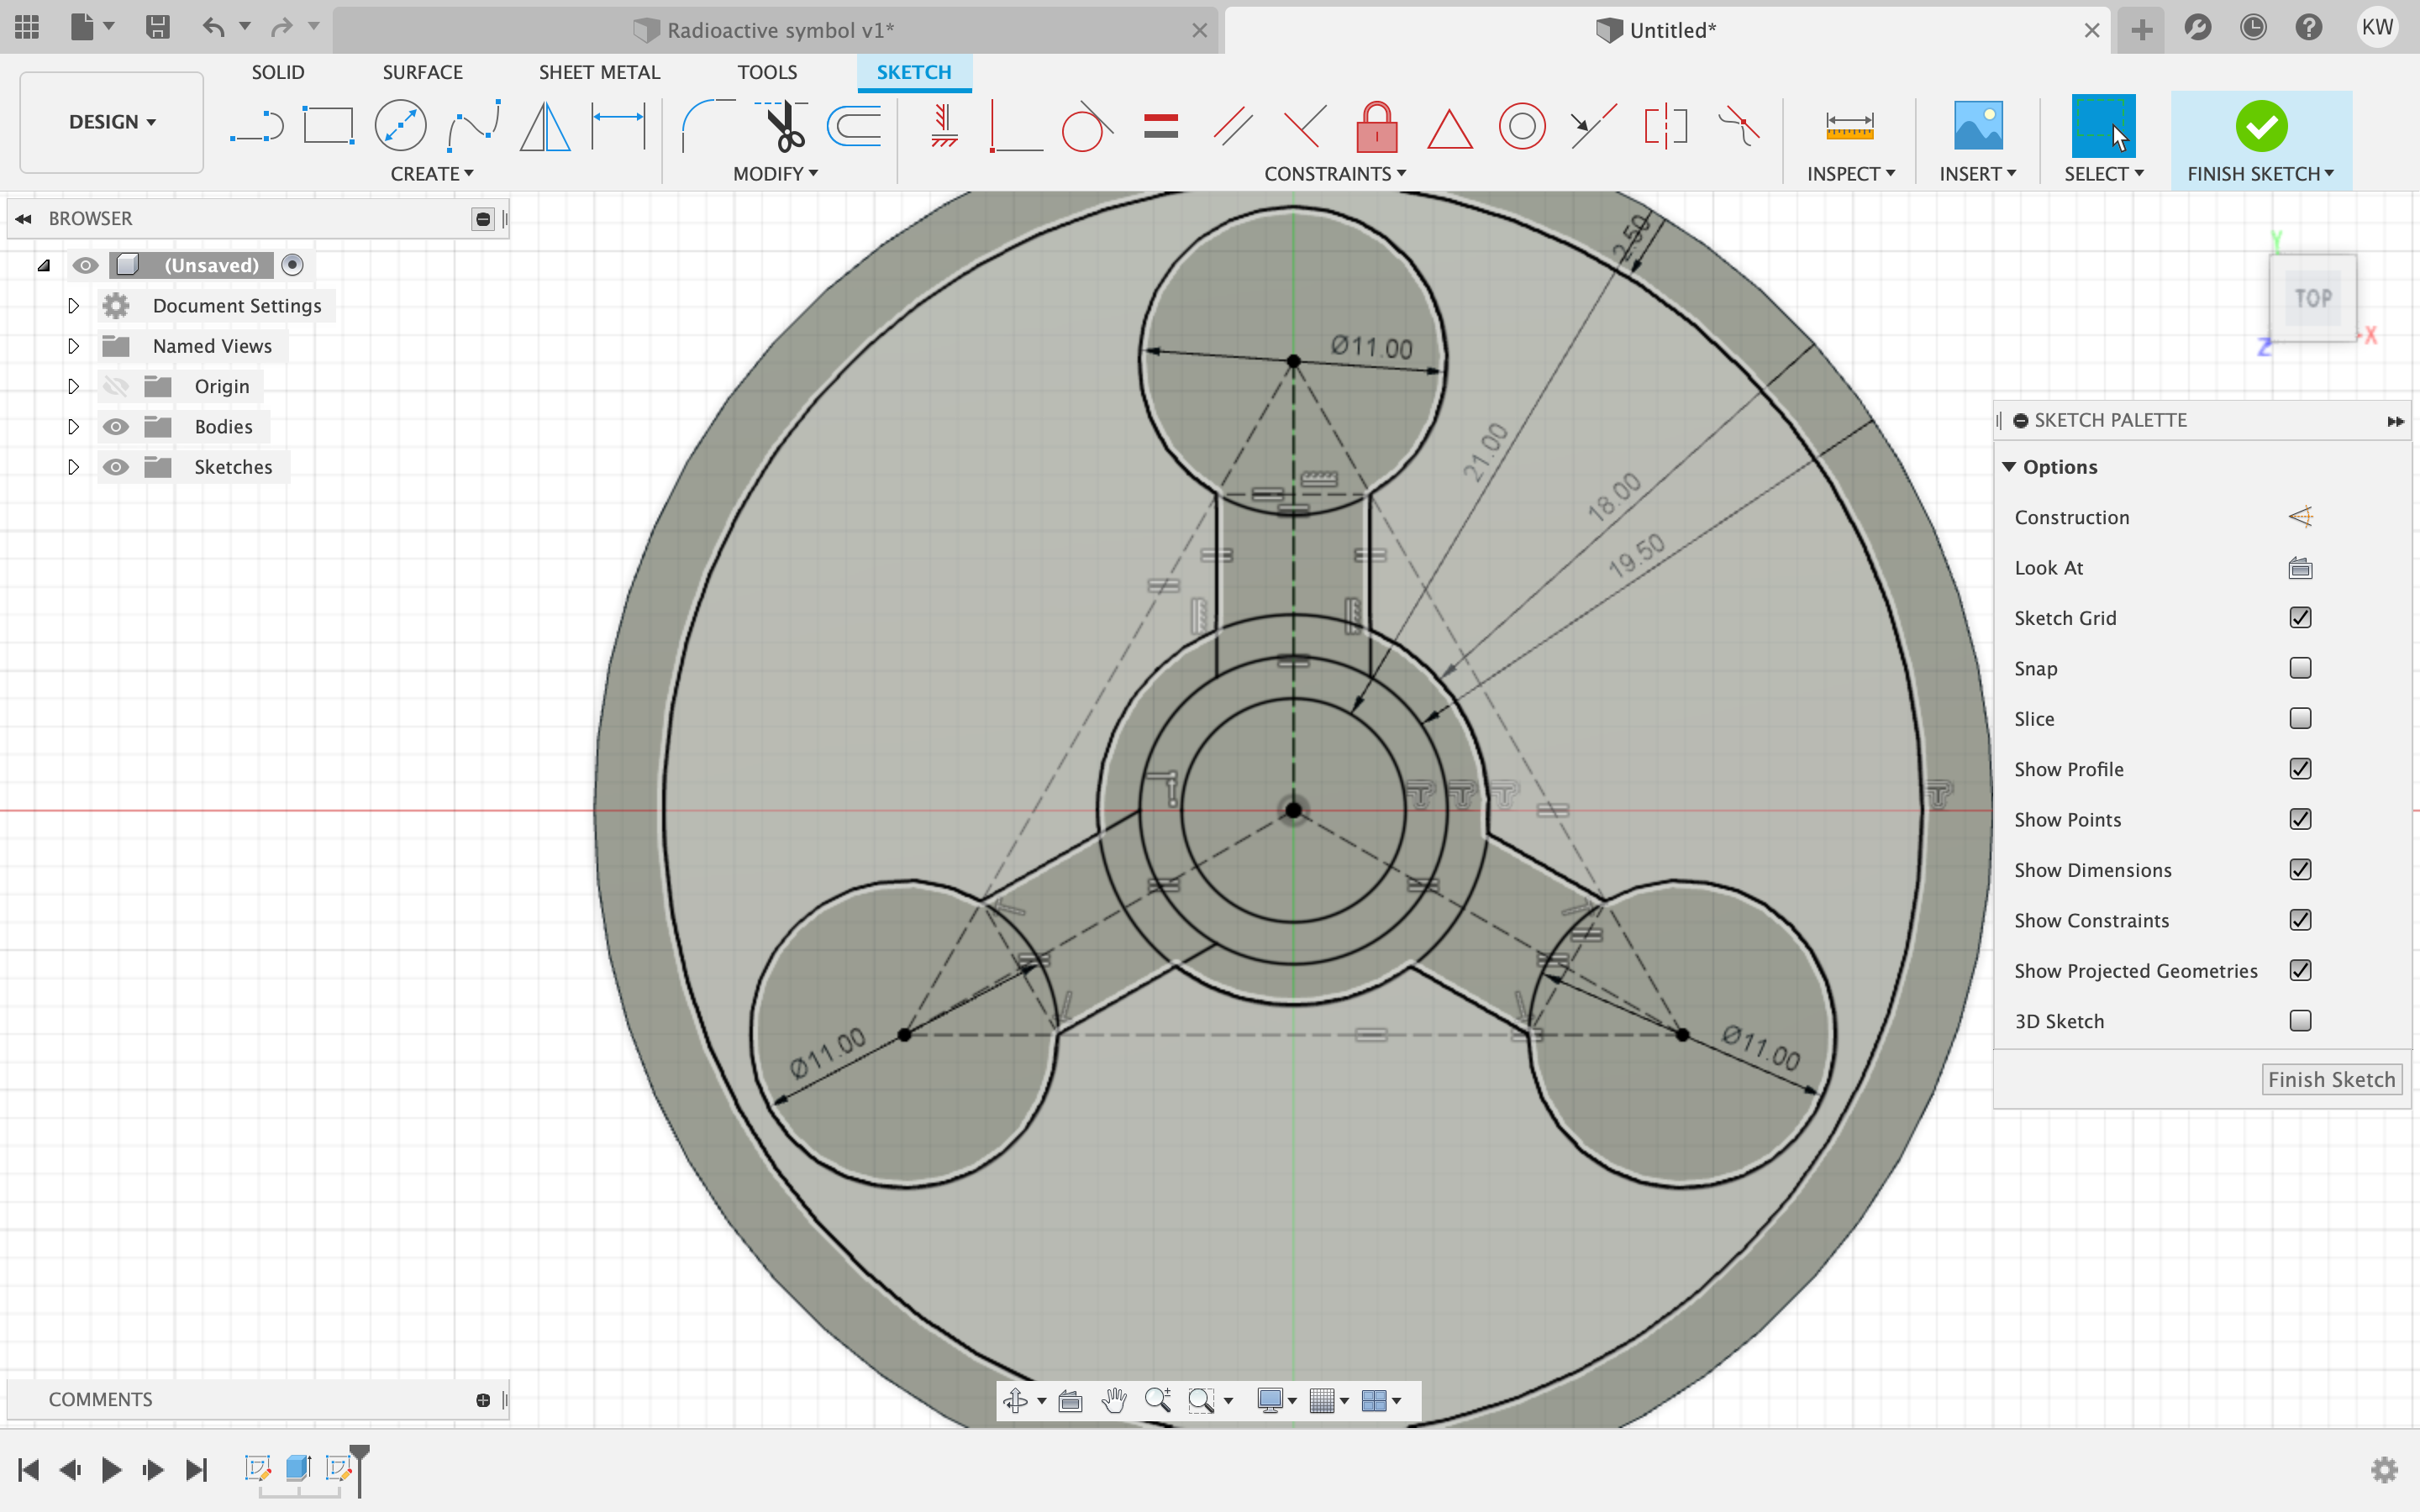 Radioactive symbol v1*
Untitled*
KW
SOLID
SURFACE
SHEET METAL
TOOLS
SKETCH
DESIGN
CREATE
MODIFY
CONSTRAINTS
INSPECT
INSERT
SELECT
FINISH SKETCH
BROWSER
(Unsaved)
Document Settings
Named Views
Origin
Bodies
Sketches
2.50
Ø11.00
21.00
18.00
19.50
Ø11.00
Ø11.00
Y
TOP
X
Z
SKETCH PALETTE
Options
Construction
Look At
Sketch Grid
Snap
Slice
Show Profile
Show Points
Show Dimensions
Show Constraints
Show Projected Geometries
3D Sketch
Finish Sketch
COMMENTS